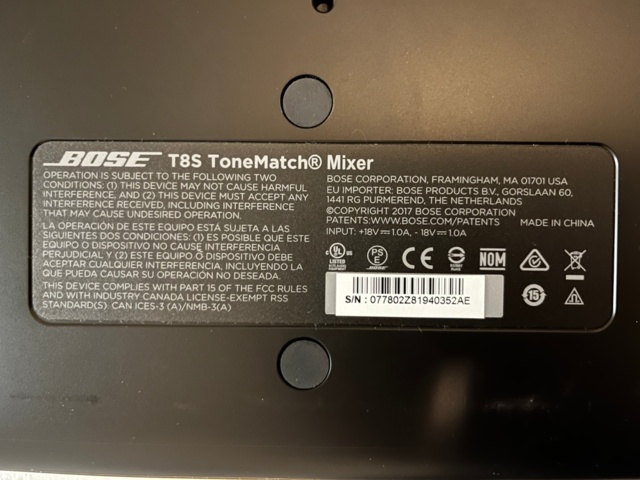 BOSE T8S ToneMatch® Mixer
OPERATION IS SUBJECT TO THE FOLLOWING TWO
CONDITIONS: (1) THIS DEVICE MAY NOT CAUSE HARMFUL
INTERFERENCE, AND (2) THIS DEVICE MUST ACCEPT ANY
INTERFERENCE RECEIVED, INCLUDING INTERFERENCE
THAT MAY CAUSE UNDESIRED OPERATION.
LA OPERACIÓN DE ESTE EQUIPO ESTÁ SUJETA A LAS
SIGUIENTES DOS CONDICIONES: (1) ES POSIBLE QUE ESTE
EQUIPO O DISPOSITIVO NO CAUSE INTERFERENCIA
PERJUDICIAL Y (2) ESTE EQUIPO O DISPOSITIVO DEBE
ACEPTAR CUALQUIER INTERFERENCIA, INCLUYENDO LA
QUE PUEDA CAUSAR SU OPERACIÓN NO DESEADA.
THIS DEVICE COMPLIES WITH PART 15 OF THE FCC RULES
AND WITH INDUSTRY CANADA LICENSE-EXEMPT RSS
STANDARD(S) CAN ICES-3 (A)/NMB-3(A)
BOSE CORPORATION, FRAMINGHAM, MA 01701 USA
EU IMPORTER: BOSE PRODUCTS B.V., GORSLAAN 60,
1441 RG PURMEREND, THE NETHERLANDS
©COPYRIGHT 2017 BOSE CORPORATION
PATENTS:WWW.BOSE.COM/PATENTS MADE IN CHINA
INPUT: +18V⎓1.0A, - 18V⎓1.0A
UL LISTED PS E BOSE CE NOM
S/N : 077802Z81940352AE
15